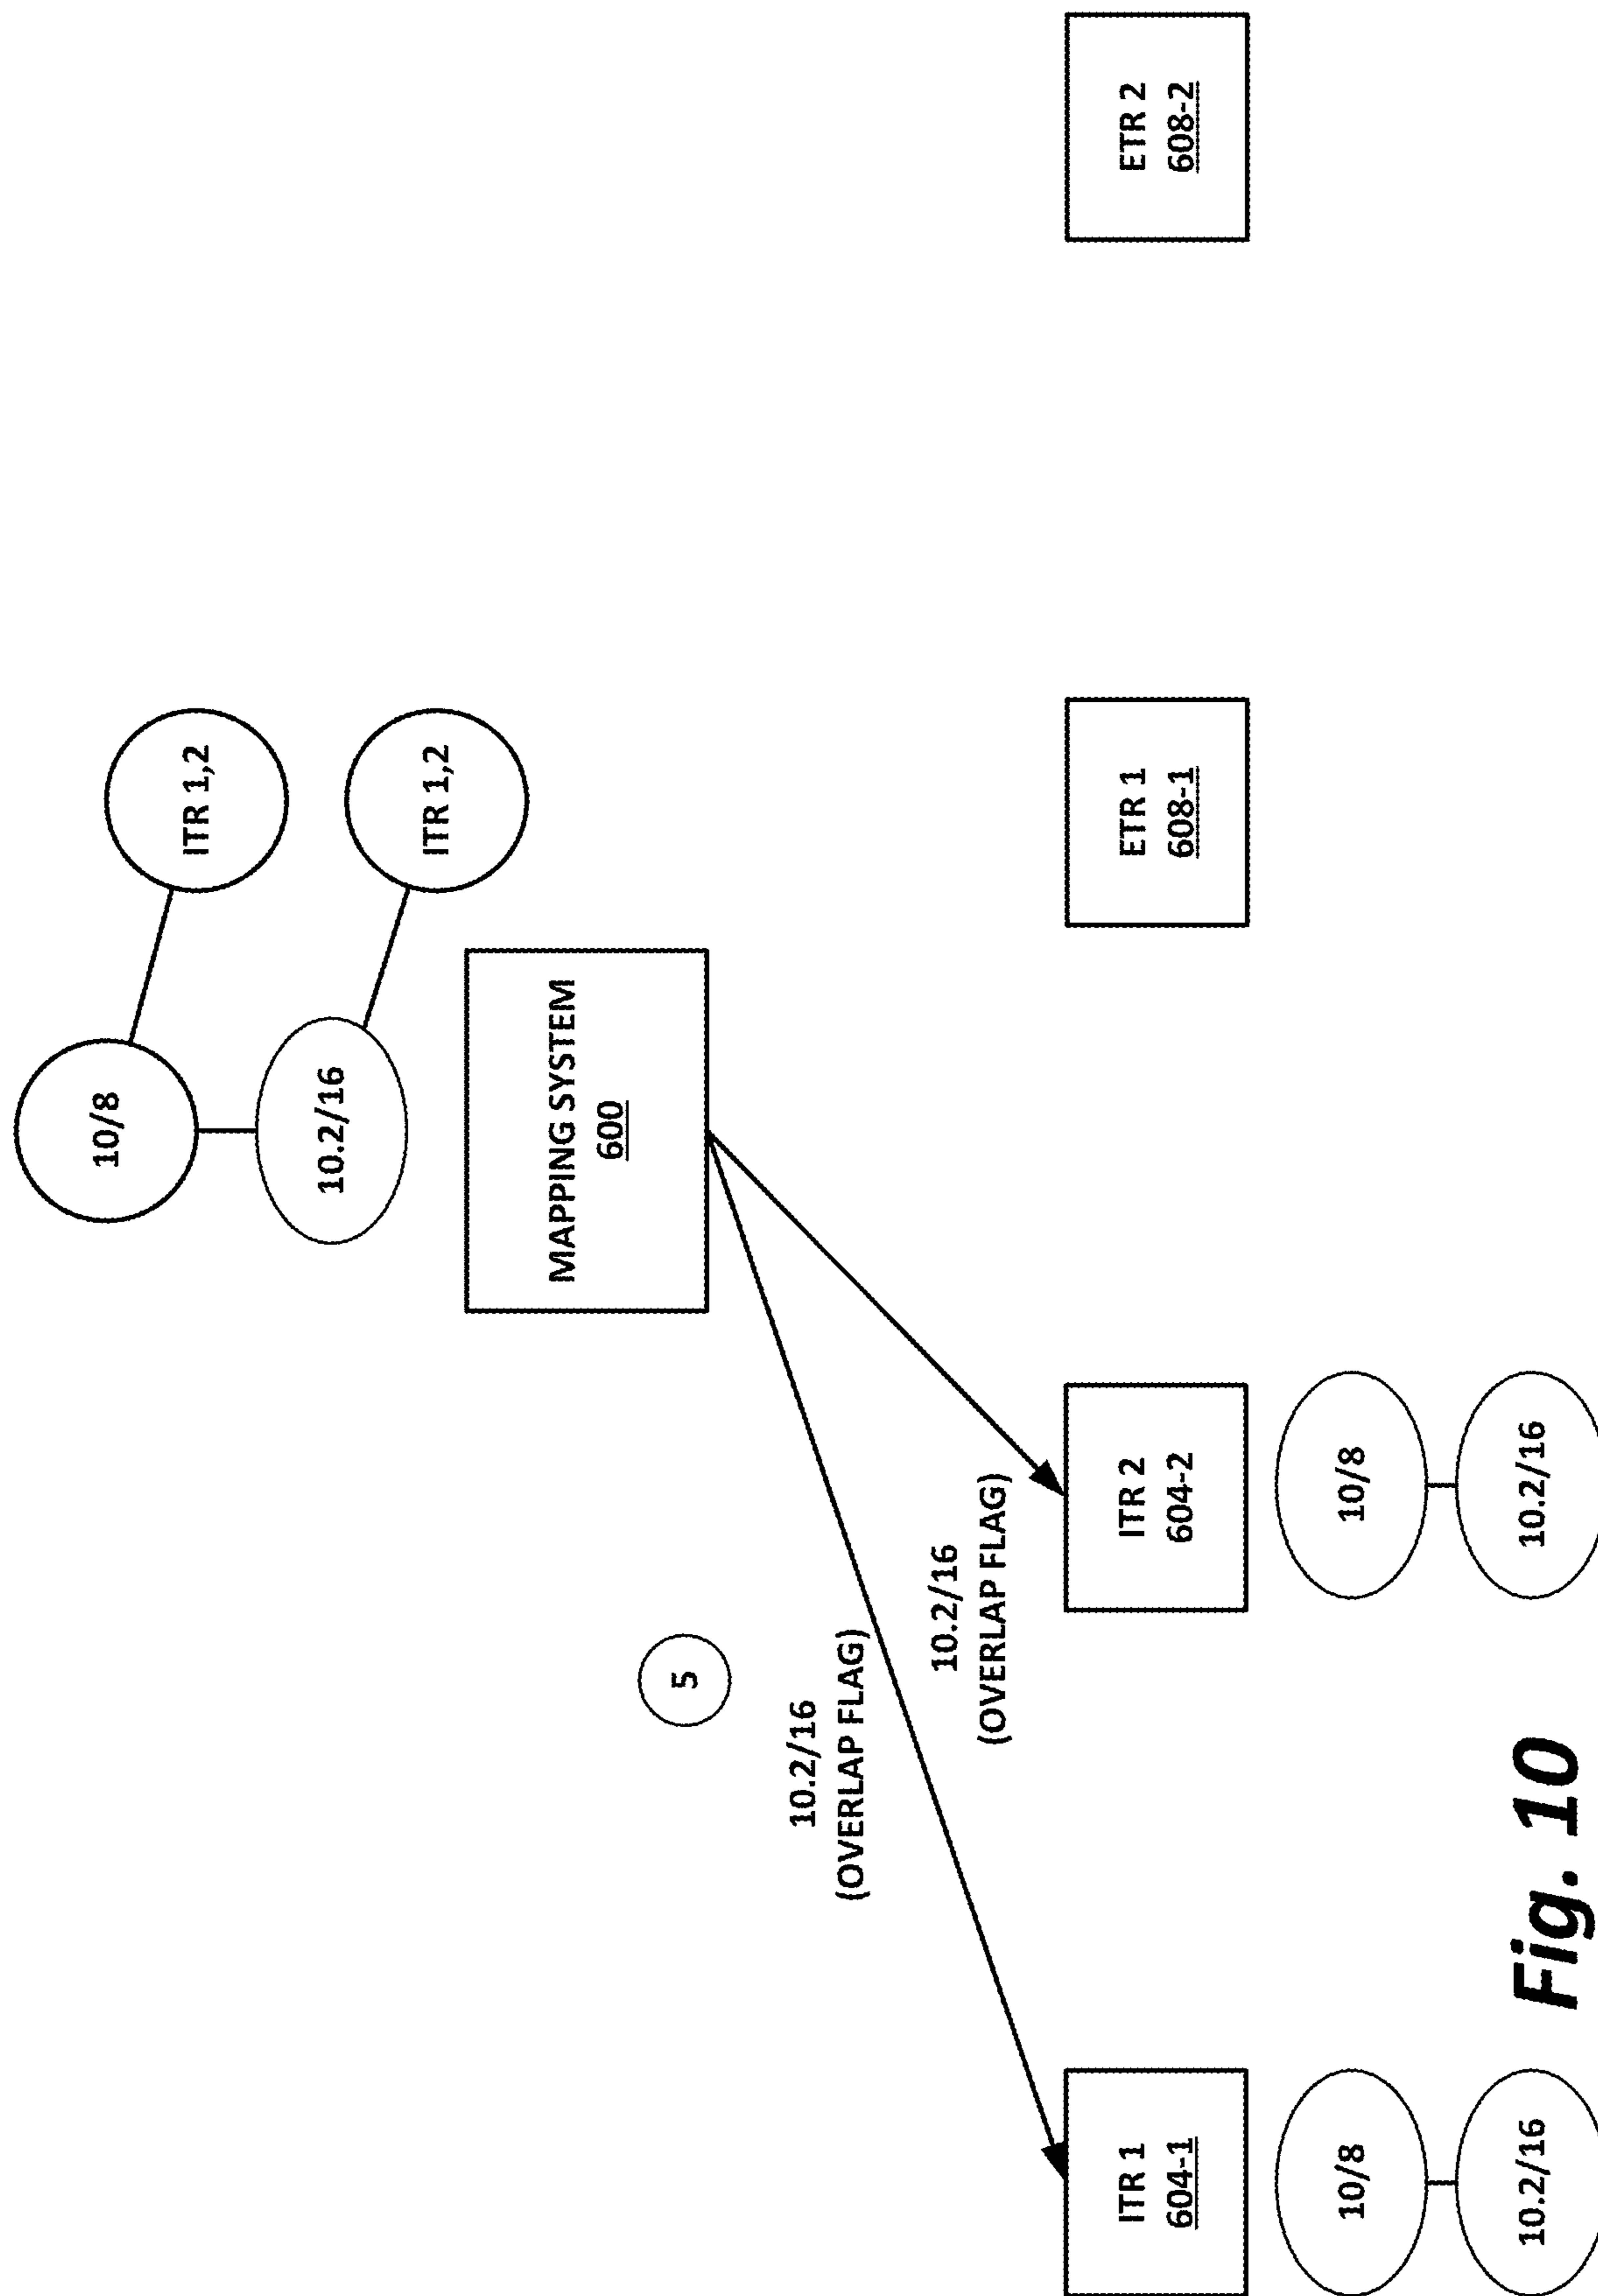 10/8
ITR 1,2
10.2/16
ITR 1,2
MAPPING SYSTEM
600
5
10.2/16
(OVERLAP FLAG)
10.2/16
(OVERLAP FLAG)
ITR 1
604-1
ITR 2
604-2
ETR 1
608-1
ETR 2
608-2
10/8
10.2/16
10/8
10.2/16
Fig. 10